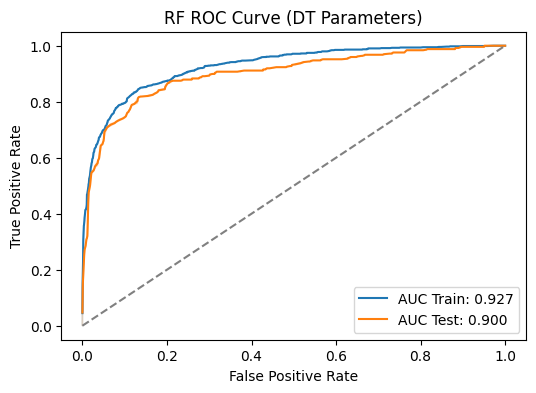 RF ROC Curve (DT Parameters)
True Positive Rate
1.0
0.8
0.6
0.4
0.2
0.0
AUC Train: 0.927
AUC Test: 0.900
0.0 0.2 0.4 0.6 0.8 1.0
False Positive Rate